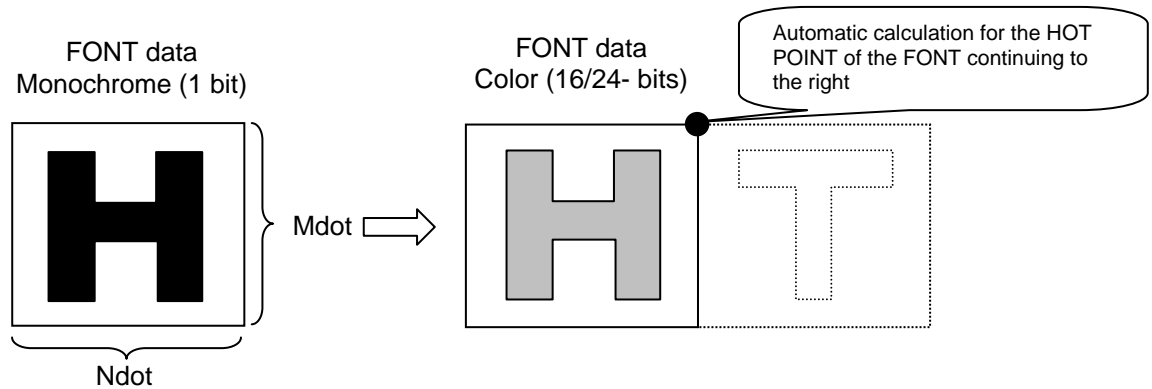 FONT data
Monochrome (1 bit)
H
Mdot
Ndot
FONT data
Color (16/24- bits)
H
T
Automatic calculation for the HOT
POINT of the FONT continuing to
the right